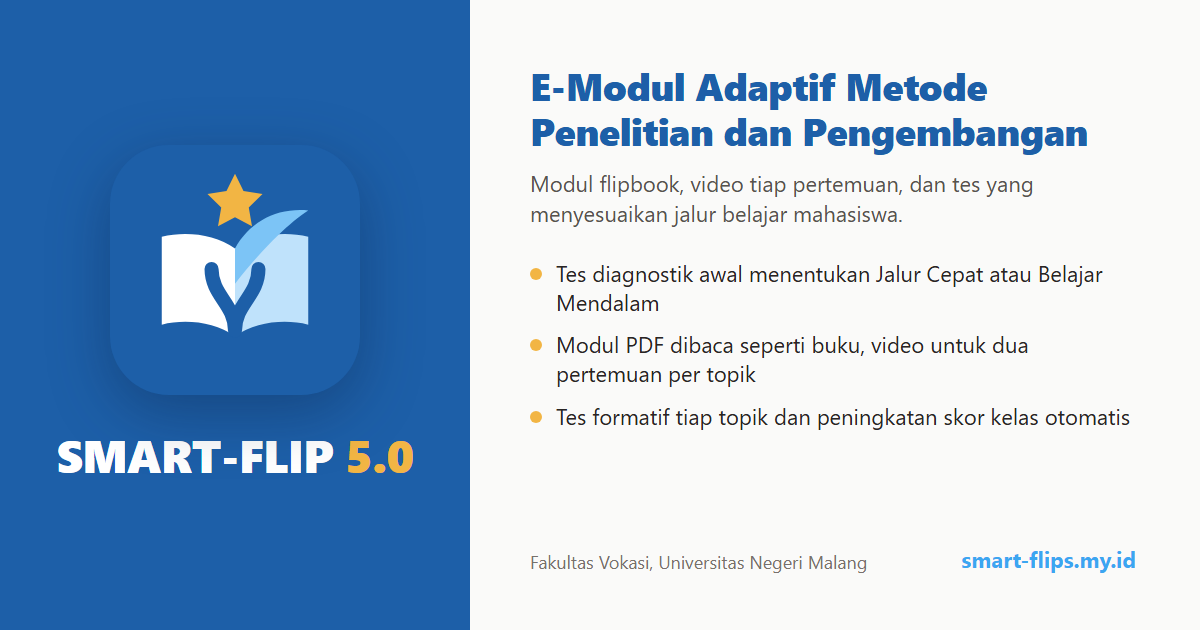 SMART-FLIP 5.0
E-Modul Adaptif Metode
Penelitian dan Pengembangan
Modul flipbook, video tiap pertemuan, dan tes yang
menyesuaikan jalur belajar mahasiswa.
Tes diagnostik awal menentukan Jalur Cepat atau Belajar
Mendalam
Modul PDF dibaca seperti buku, video untuk dua
pertemuan per topik
Tes formatif tiap topik dan peningkatan skor kelas otomatis
Fakultas Vokasi, Universitas Negeri Malang
smart-flips.my.id